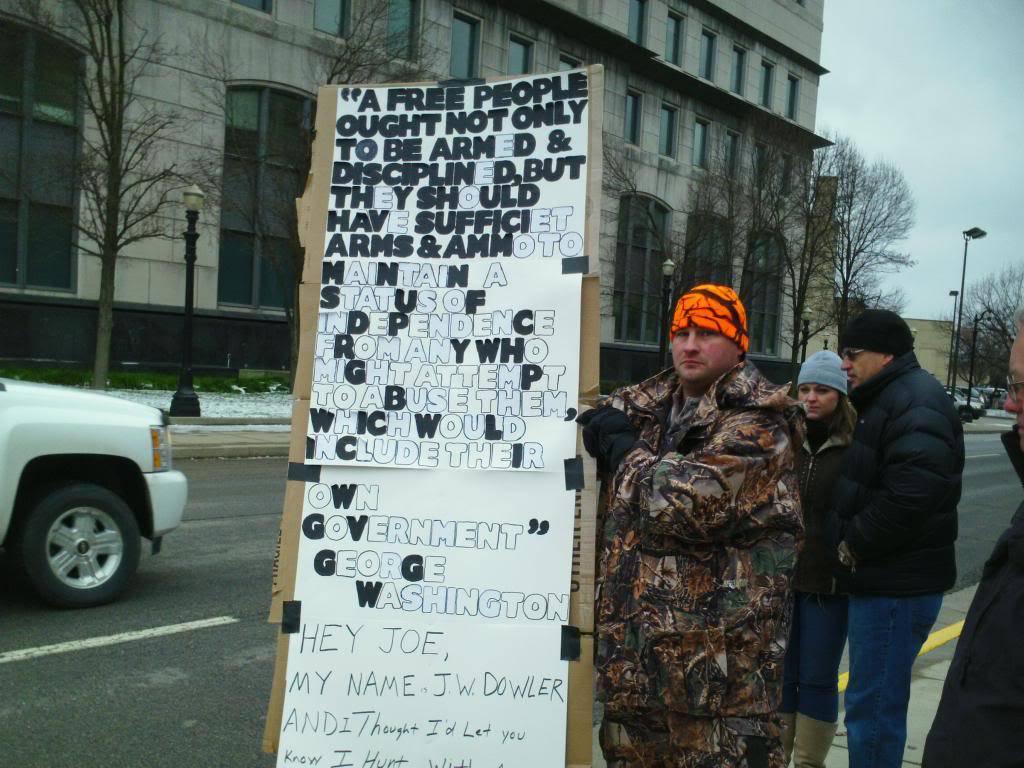 “A FREE PEOPLE
OUGHT NOT ONLY
TO BE ARMED &
DISCIPLINED, BUT
THEY SHOULD
HAVE SUFFICIET
ARMS & AMMO TO
MAINTAIN A
STATUS OF
INDEPENDENCE
FROM ANY WHO
MIGHT ATTEMPT
TO ABUSE THEM,
WHICH WOULD
INCLUDE THEIR
OWN
GOVERNMENT”
GEORGE
WASHINGTON
HEY JOE,
MY NAME is J.W. DOWLER
AND I Thought I'd Let you
Know I Hunt With A